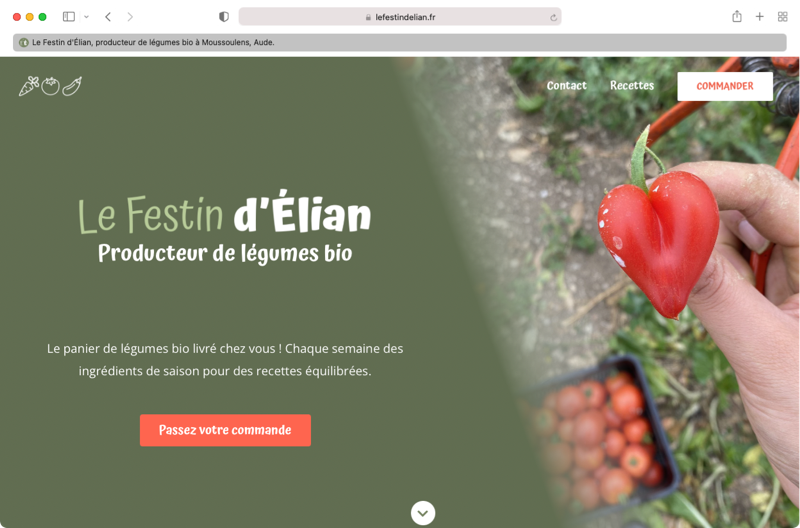 lefestindelian.fr
Le Festin d'Élian, producteur de légumes bio à Moussoulens, Aude.
Contact
Recettes
COMMANDER
Le Festin d'Élian
Producteur de légumes bio
Le panier de légumes bio livré chez vous ! Chaque semaine des
ingrédients de saison pour des recettes équilibrées.
Passez votre commande